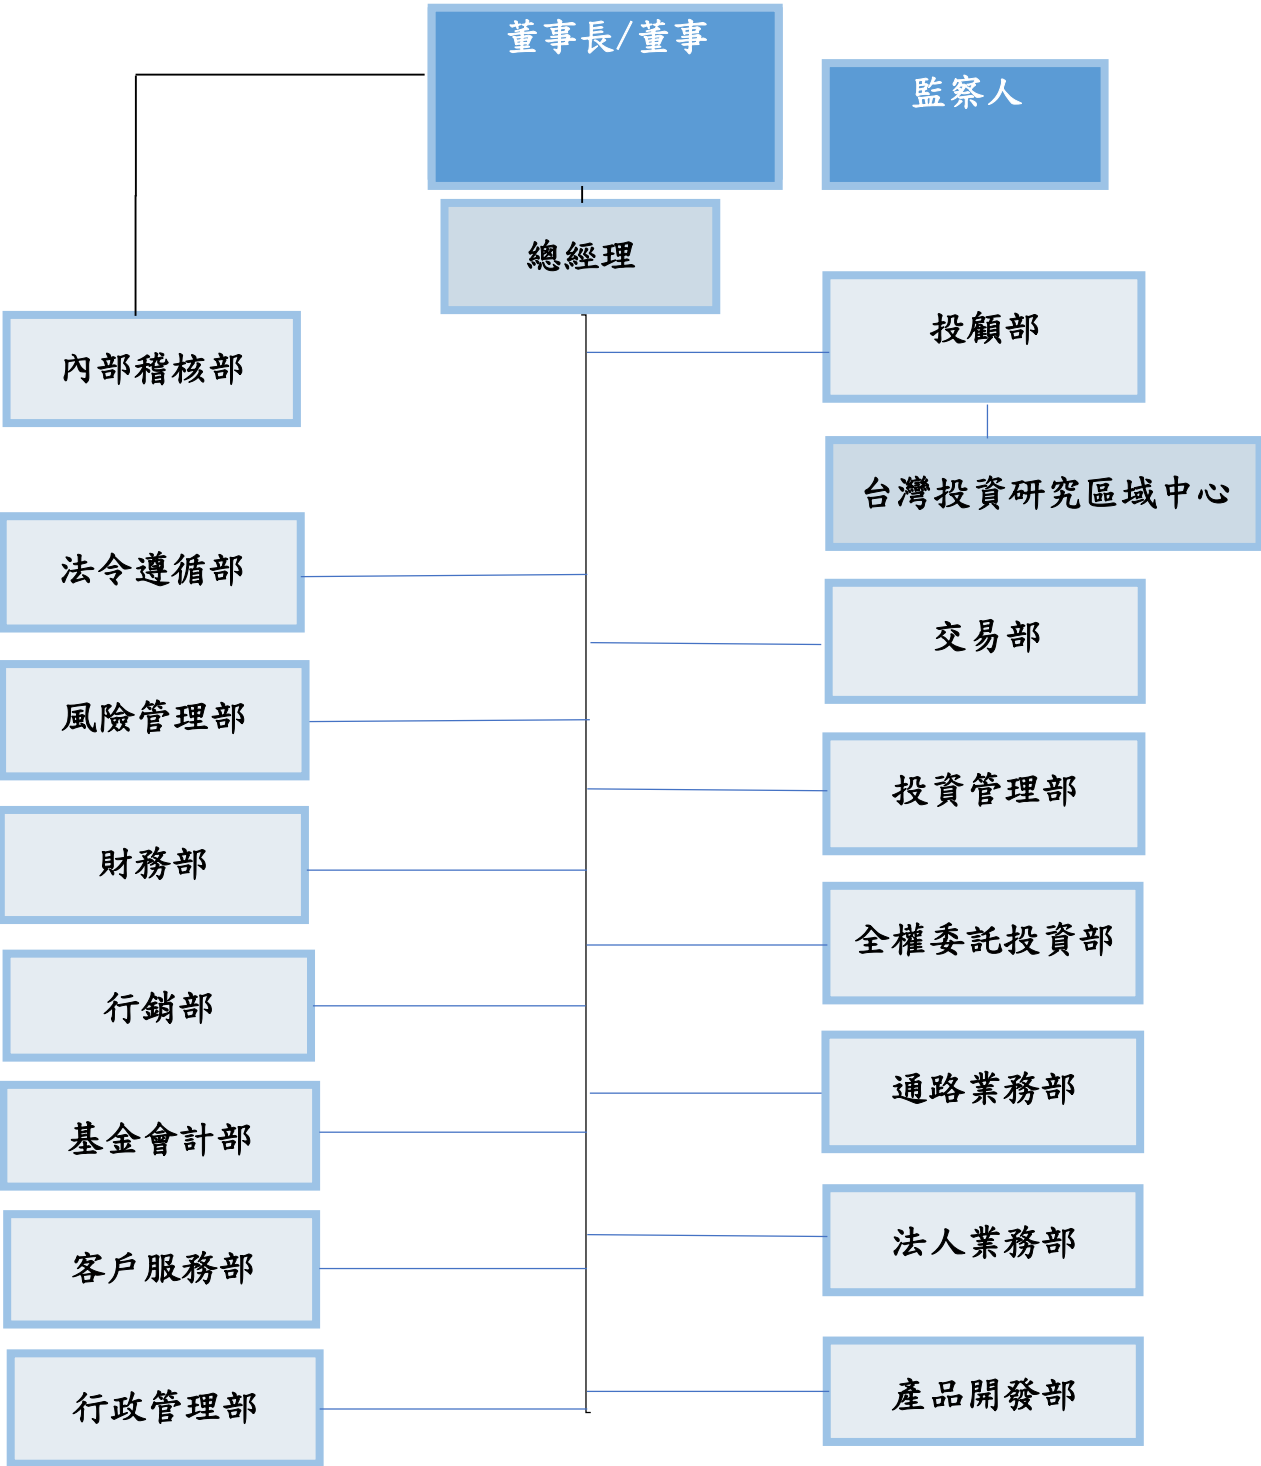 董事長/董事
監察人
總經理
投顧部
內部稽核部
台灣投資研究區域中心
法令遵循部
交易部
風險管理部
投資管理部
財務部
全權委託投資部
行銷部
通路業務部
基金會計部
法人業務部
客戶服務部
產品開發部
行政管理部